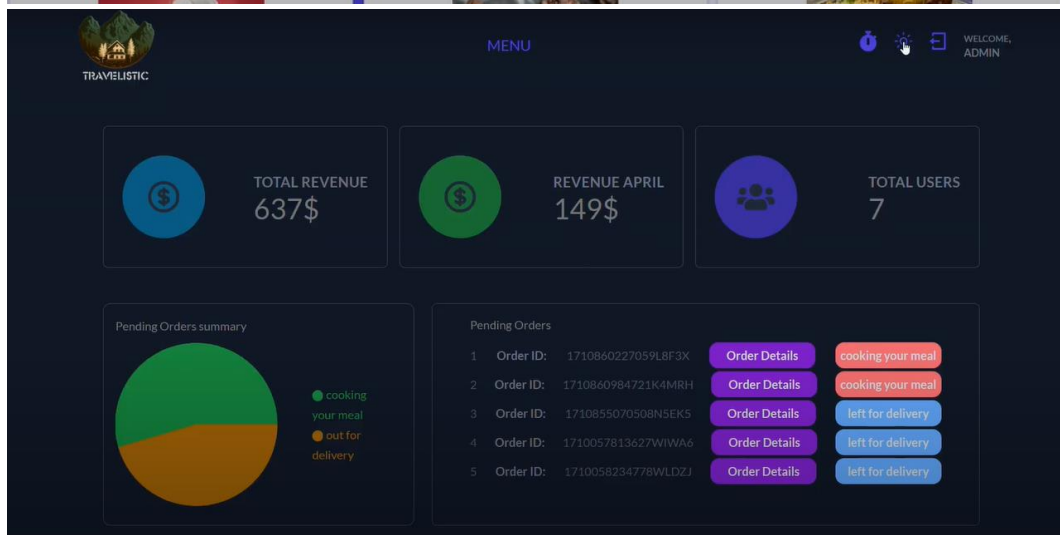 MENU
WELCOME,
ADMIN
TRAVELISTIC
TOTAL REVENUE
637$
REVENUE APRIL
149$
TOTAL USERS
7
Pending Orders summary
cooking
your meal
out for
delivery
Pending Orders
1 Order ID: 1710860227059L8F3X Order Details cooking your meal
2 Order ID: 1710860984721K4MRH Order Details cooking your meal
3 Order ID: 1710855070508N5EK5 Order Details left for delivery
4 Order ID: 1710057813627WIWA6 Order Details left for delivery
5 Order ID: 1710058234778WLDZJ Order Details left for delivery